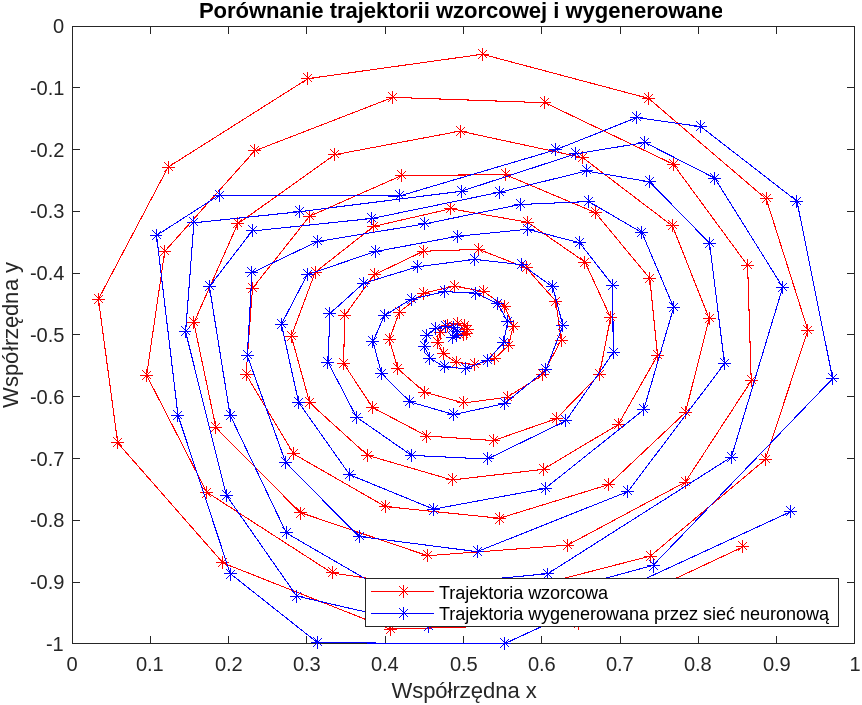 Porównanie trajektorii wzorcowej i wygenerowane
0
-0.1
-0.2
-0.3
-0.4
-0.5
-0.6
-0.7
-0.8
-0.9
-1
Współrzędna y
Trajektoria wzorcowa
Trajektoria wygenerowana przez sieć neuronową
0 0.1 0.2 0.3 0.4 0.5 0.6 0.7 0.8 0.9 1
Współrzędna x